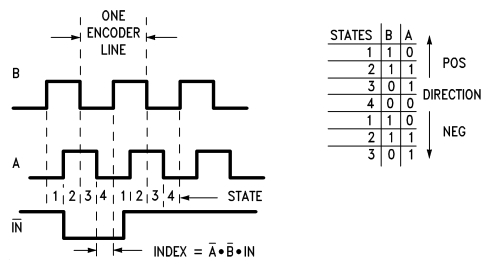 ONE
ENCODER
LINE
B
A
1 2 3 4 1 2 3 4 STATE
I̅N̅
INDEX = A̅•B̅•IN
STATES B A
1 1 0
2 1 1
3 0 1
4 0 0
1 1 0
2 1 1
3 0 1
POS
DIRECTION
NEG